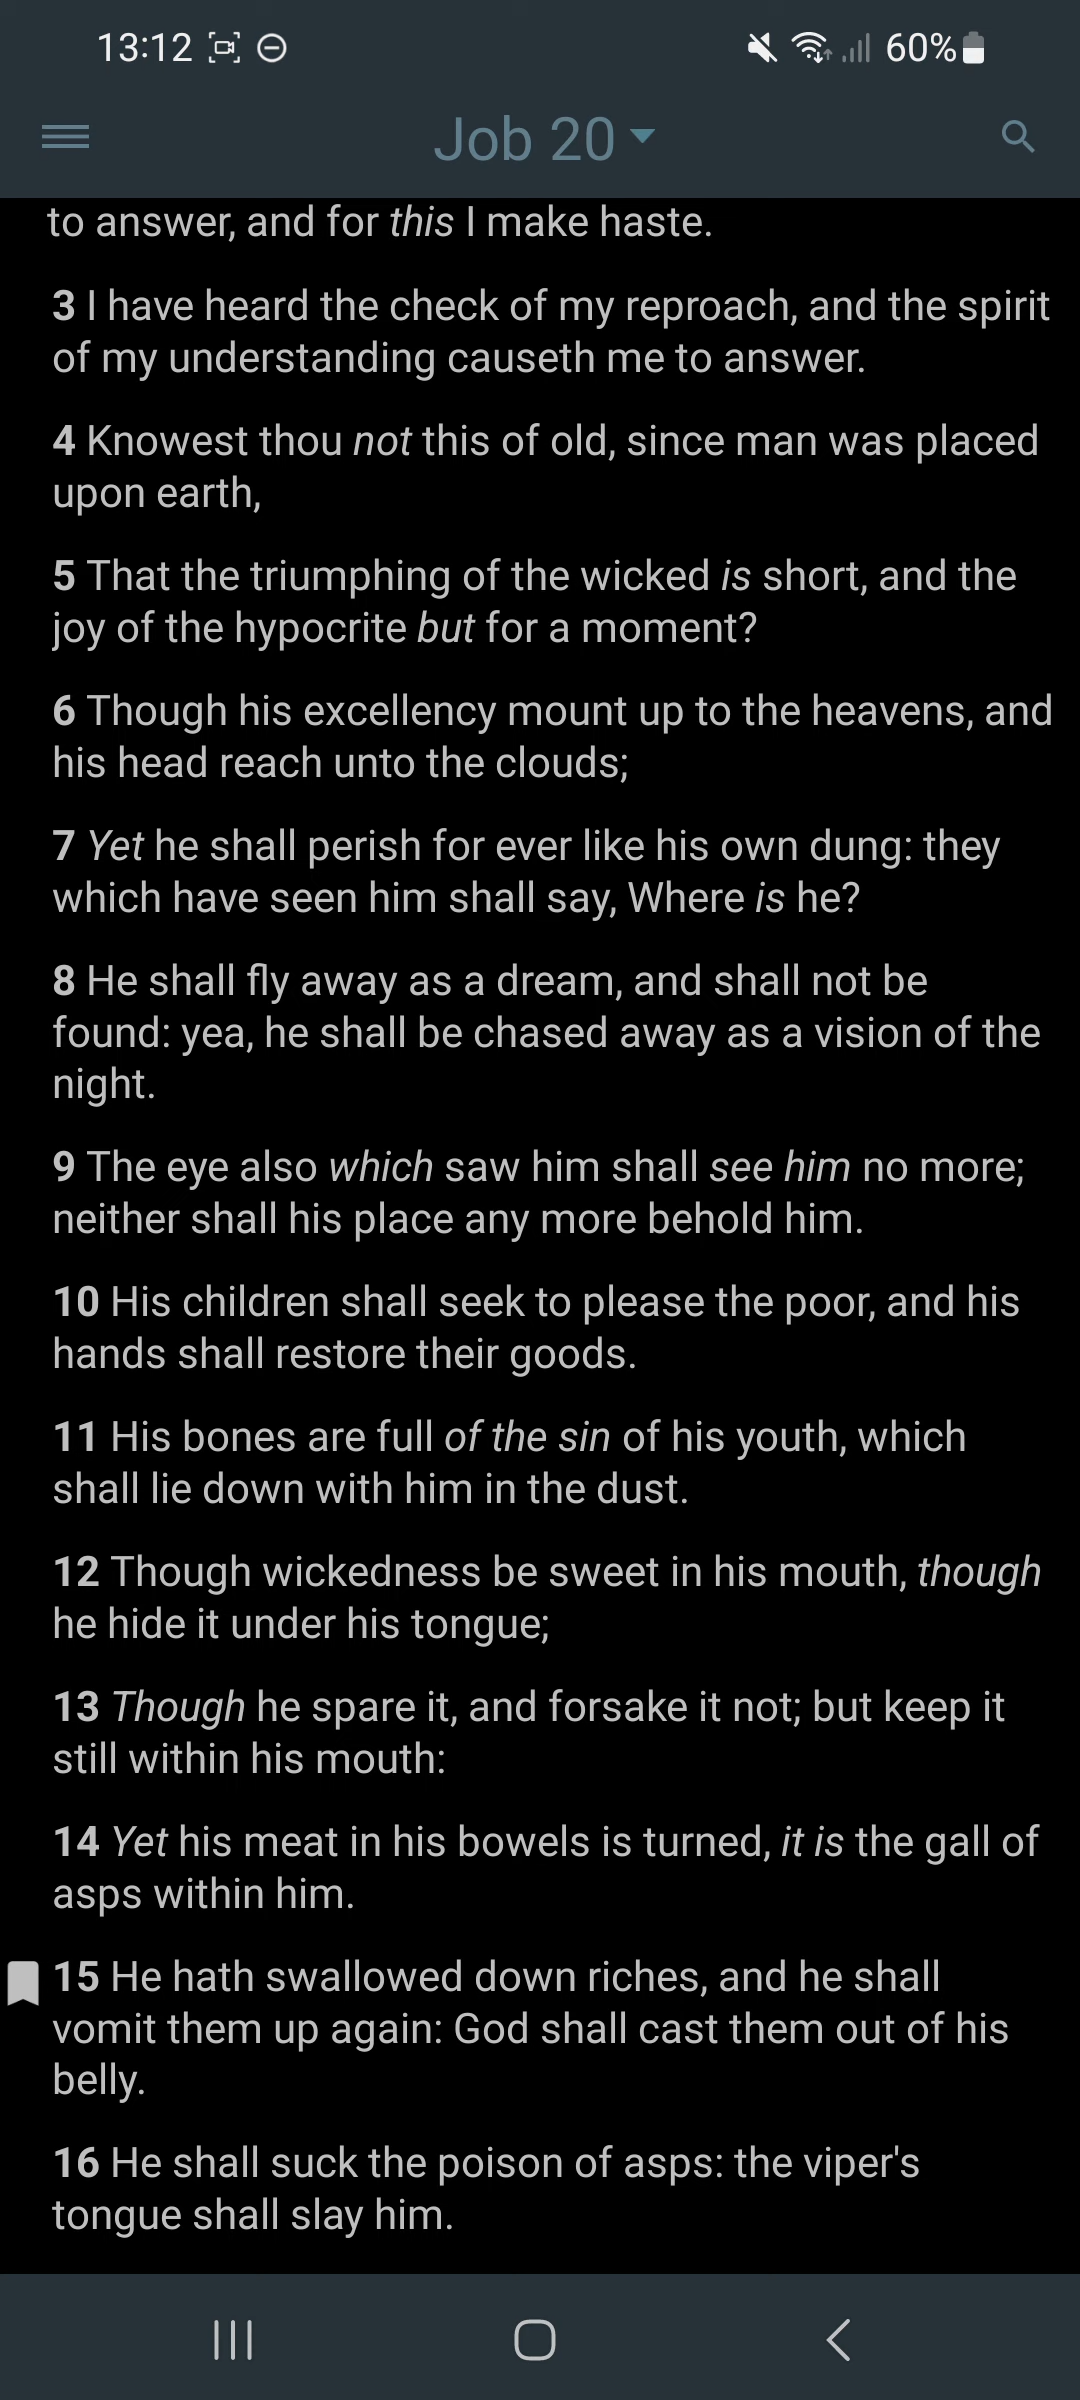 13:12
60%
Job 20
to answer, and for this I make haste.
3 I have heard the check of my reproach, and the spirit
of my understanding causeth me to answer.
4 Knowest thou not this of old, since man was placed
upon earth,
5 That the triumphing of the wicked is short, and the
joy of the hypocrite but for a moment?
6 Though his excellency mount up to the heavens, and
his head reach unto the clouds;
7 Yet he shall perish for ever like his own dung: they
which have seen him shall say, Where is he?
8 He shall fly away as a dream, and shall not be
found: yea, he shall be chased away as a vision of the
night.
9 The eye also which saw him shall see him no more;
neither shall his place any more behold him.
10 His children shall seek to please the poor, and his
hands shall restore their goods.
11 His bones are full of the sin of his youth, which
shall lie down with him in the dust.
12 Though wickedness be sweet in his mouth, though
he hide it under his tongue;
13 Though he spare it, and forsake it not; but keep it
still within his mouth:
14 Yet his meat in his bowels is turned, it is the gall of
asps within him.
15 He hath swallowed down riches, and he shall
vomit them up again: God shall cast them out of his
belly.
16 He shall suck the poison of asps: the viper's
tongue shall slay him.